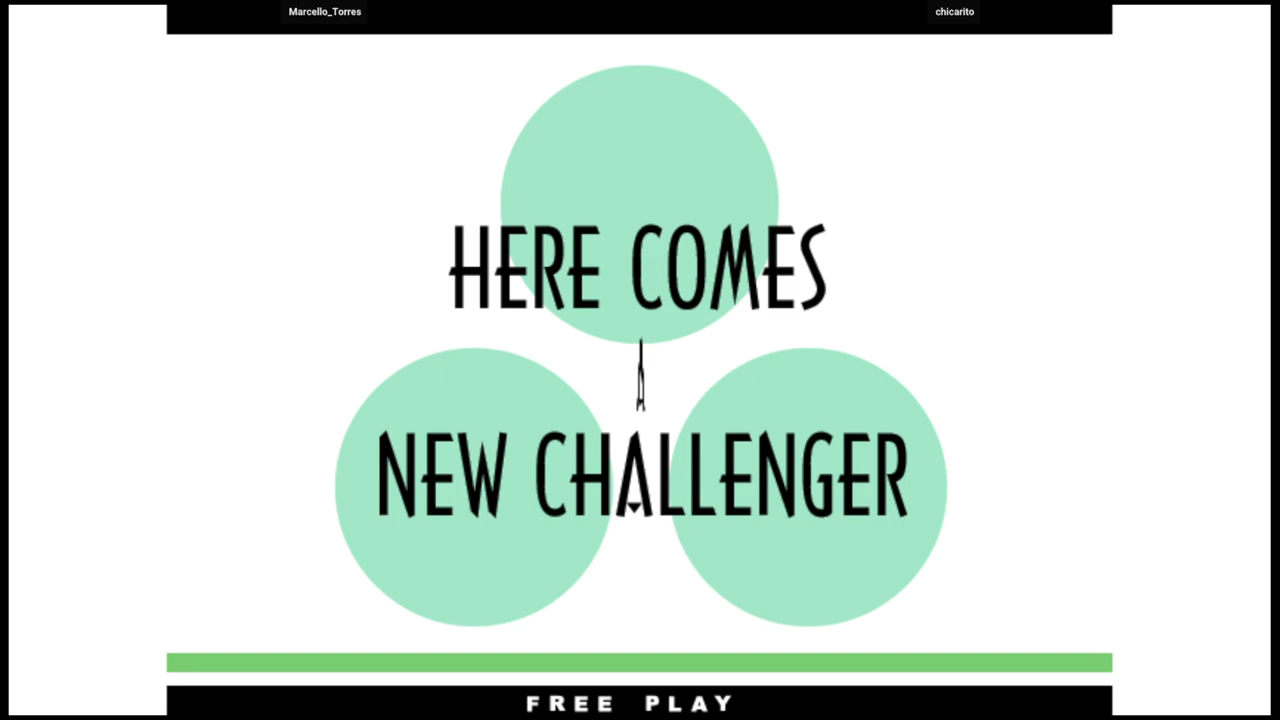 Marcello_Torres chicarito
HERE COMES
A
NEW CHALLENGER
FREE PLAY